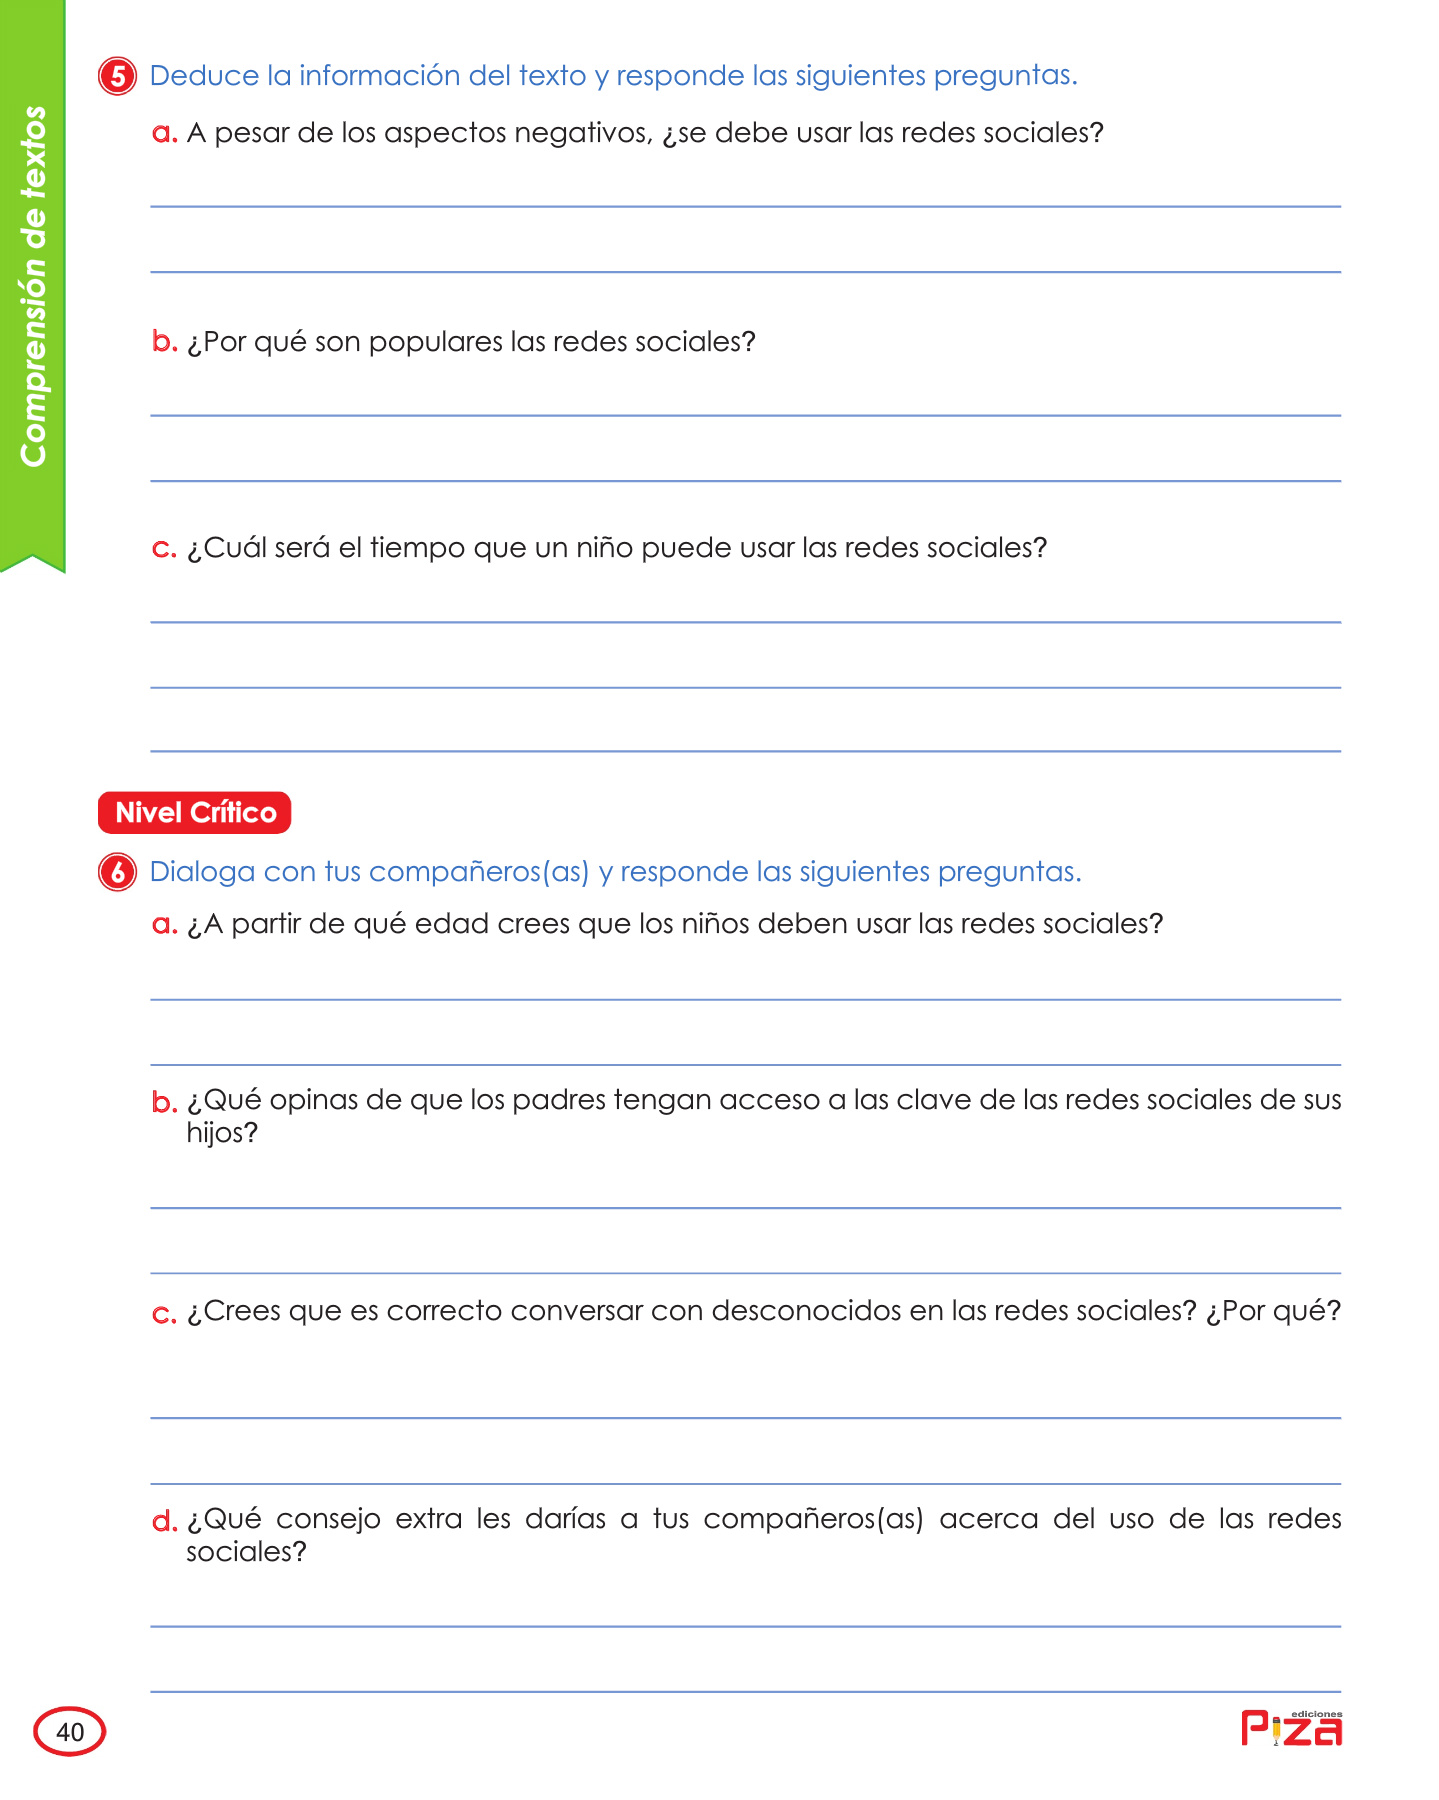 Comprensión de textos
5 Deduce la información del texto y responde las siguientes preguntas.
a. A pesar de los aspectos negativos, ¿se debe usar las redes sociales?
b. ¿Por qué son populares las redes sociales?
c. ¿Cuál será el tiempo que un niño puede usar las redes sociales?
Nivel Crítico
6 Dialoga con tus compañeros(as) y responde las siguientes preguntas.
a. ¿A partir de qué edad crees que los niños deben usar las redes sociales?
b. ¿Qué opinas de que los padres tengan acceso a las clave de las redes sociales de sus
hijos?
c. ¿Crees que es correcto conversar con desconocidos en las redes sociales? ¿Por qué?
d. ¿Qué consejo extra les darías a tus compañeros(as) acerca del uso de las redes
sociales?
40
ediciones
Piza